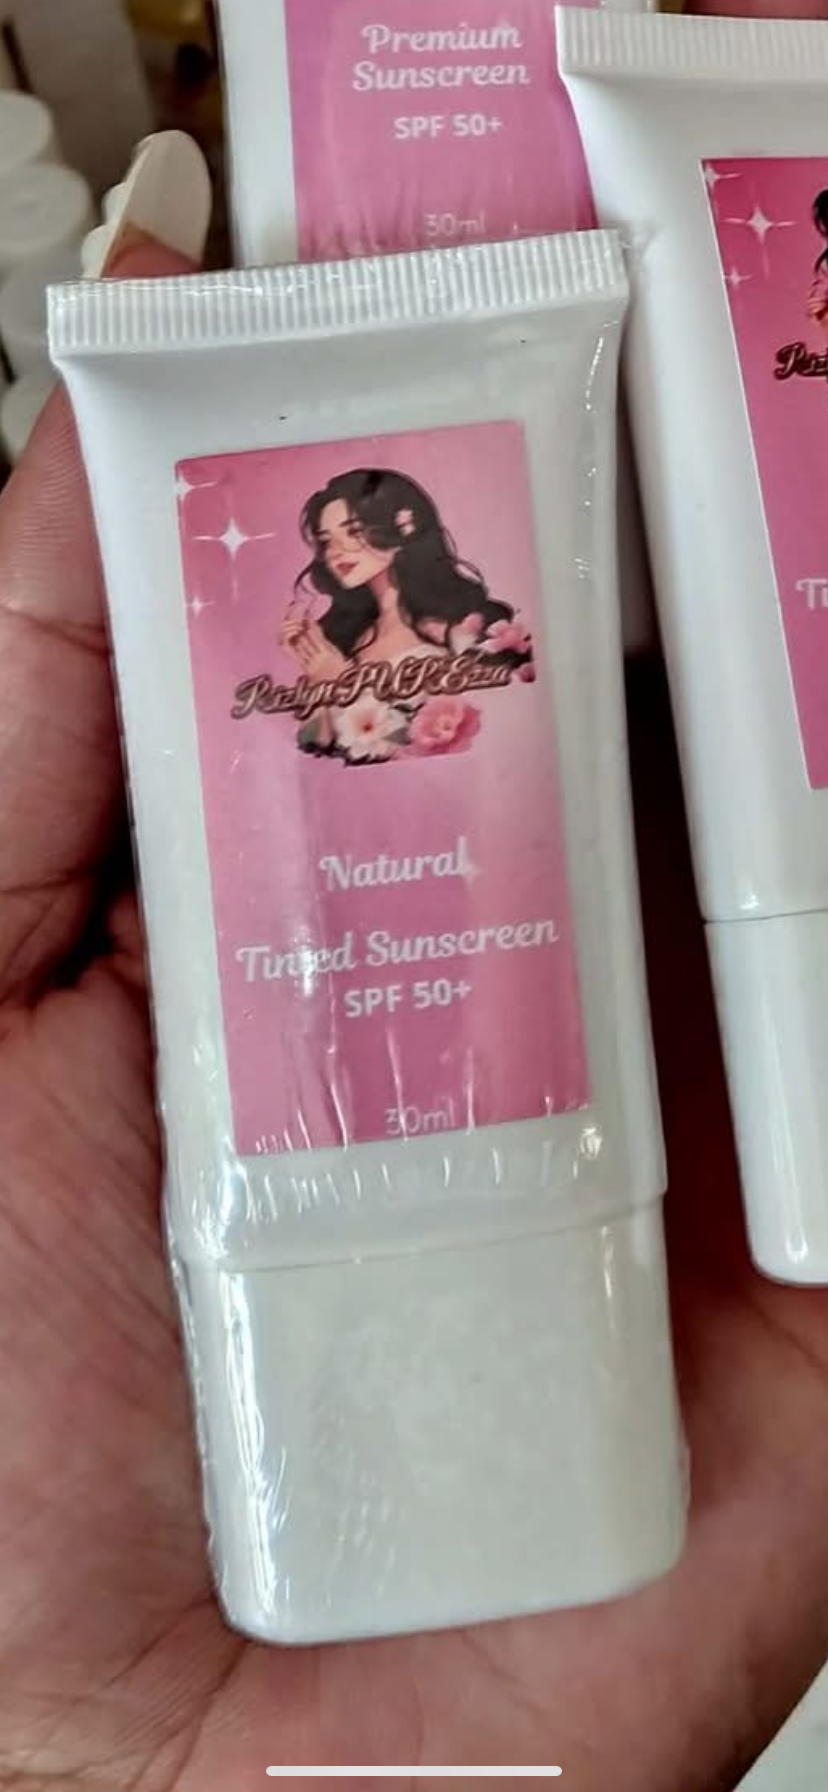 Premium
Sunscreen
SPF 50+
30ml
Natural
Tinted Sunscreen
SPF 50+
30ml